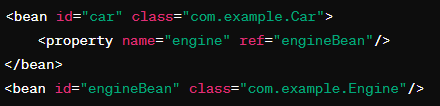 <bean id="car" class="com.example.Car">
    <property name="engine" ref="engineBean"/>
</bean>
<bean id="engineBean" class="com.example.Engine"/>